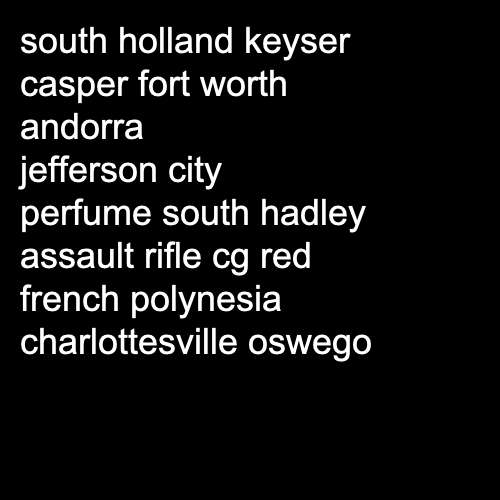 south holland keyser
casper fort worth
andorra
jefferson city
perfume south hadley
assault rifle cg red
french polynesia
charlottesville oswego